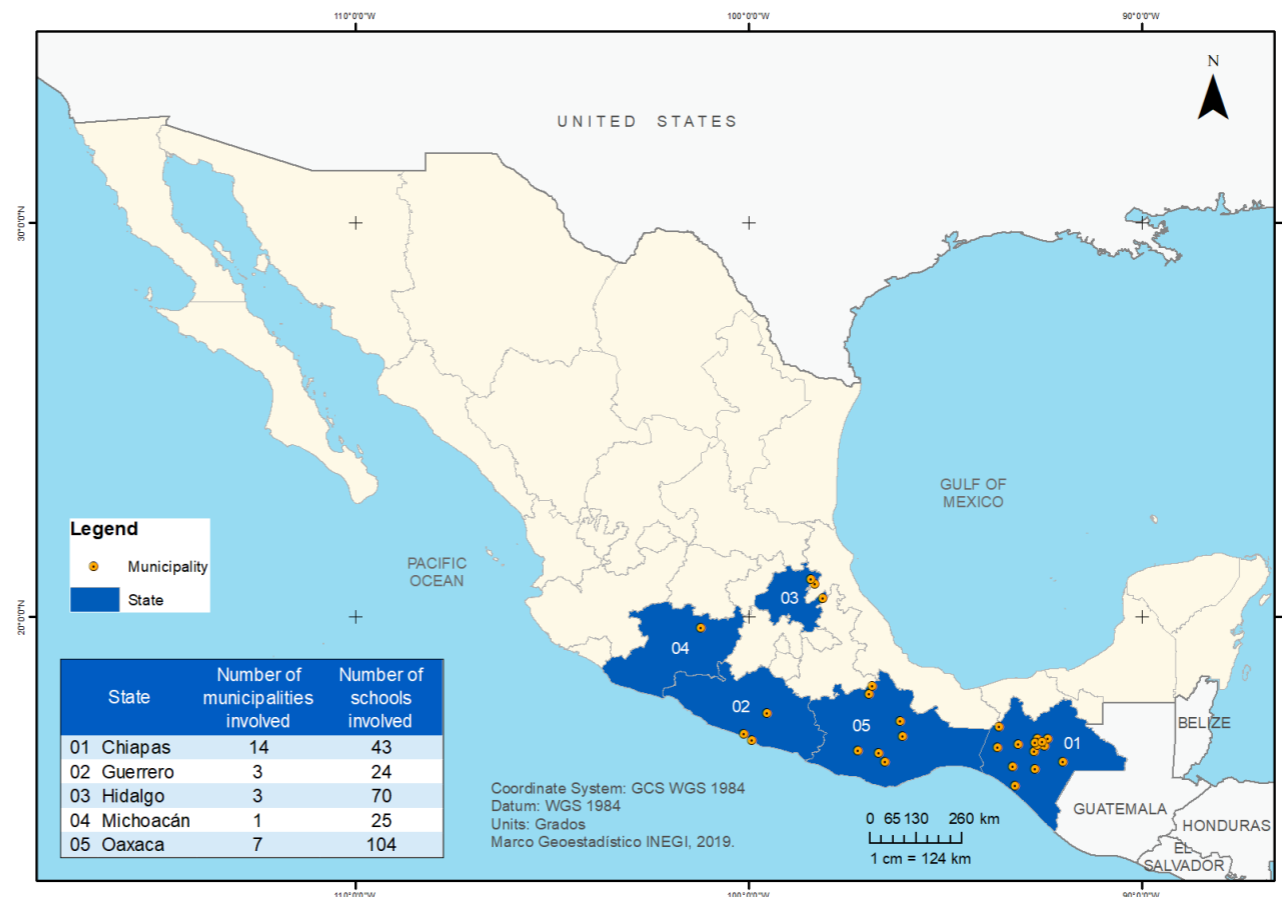 110°0'0"W 100°0'0"W 90°0'0"W
N
UNITED STATES
30°0'0"N
GULF OF
MEXICO
Legend
Municipality
State
PACIFIC
OCEAN
20°0'0"N
03
04
02
05
01
BELIZE
GUATEMALA
HONDURAS
EL
SALVADOR
State Number of municipalities involved Number of schools involved
01 Chiapas 14 43
02 Guerrero 3 24
03 Hidalgo 3 70
04 Michoacán 1 25
05 Oaxaca 7 104
Coordinate System: GCS WGS 1984
Datum: WGS 1984
Units: Grados
Marco Geoestadístico INEGI, 2019.
0 65 130 260 km
1 cm = 124 km
110°0'0"W 100°0'0"W 90°0'0"W